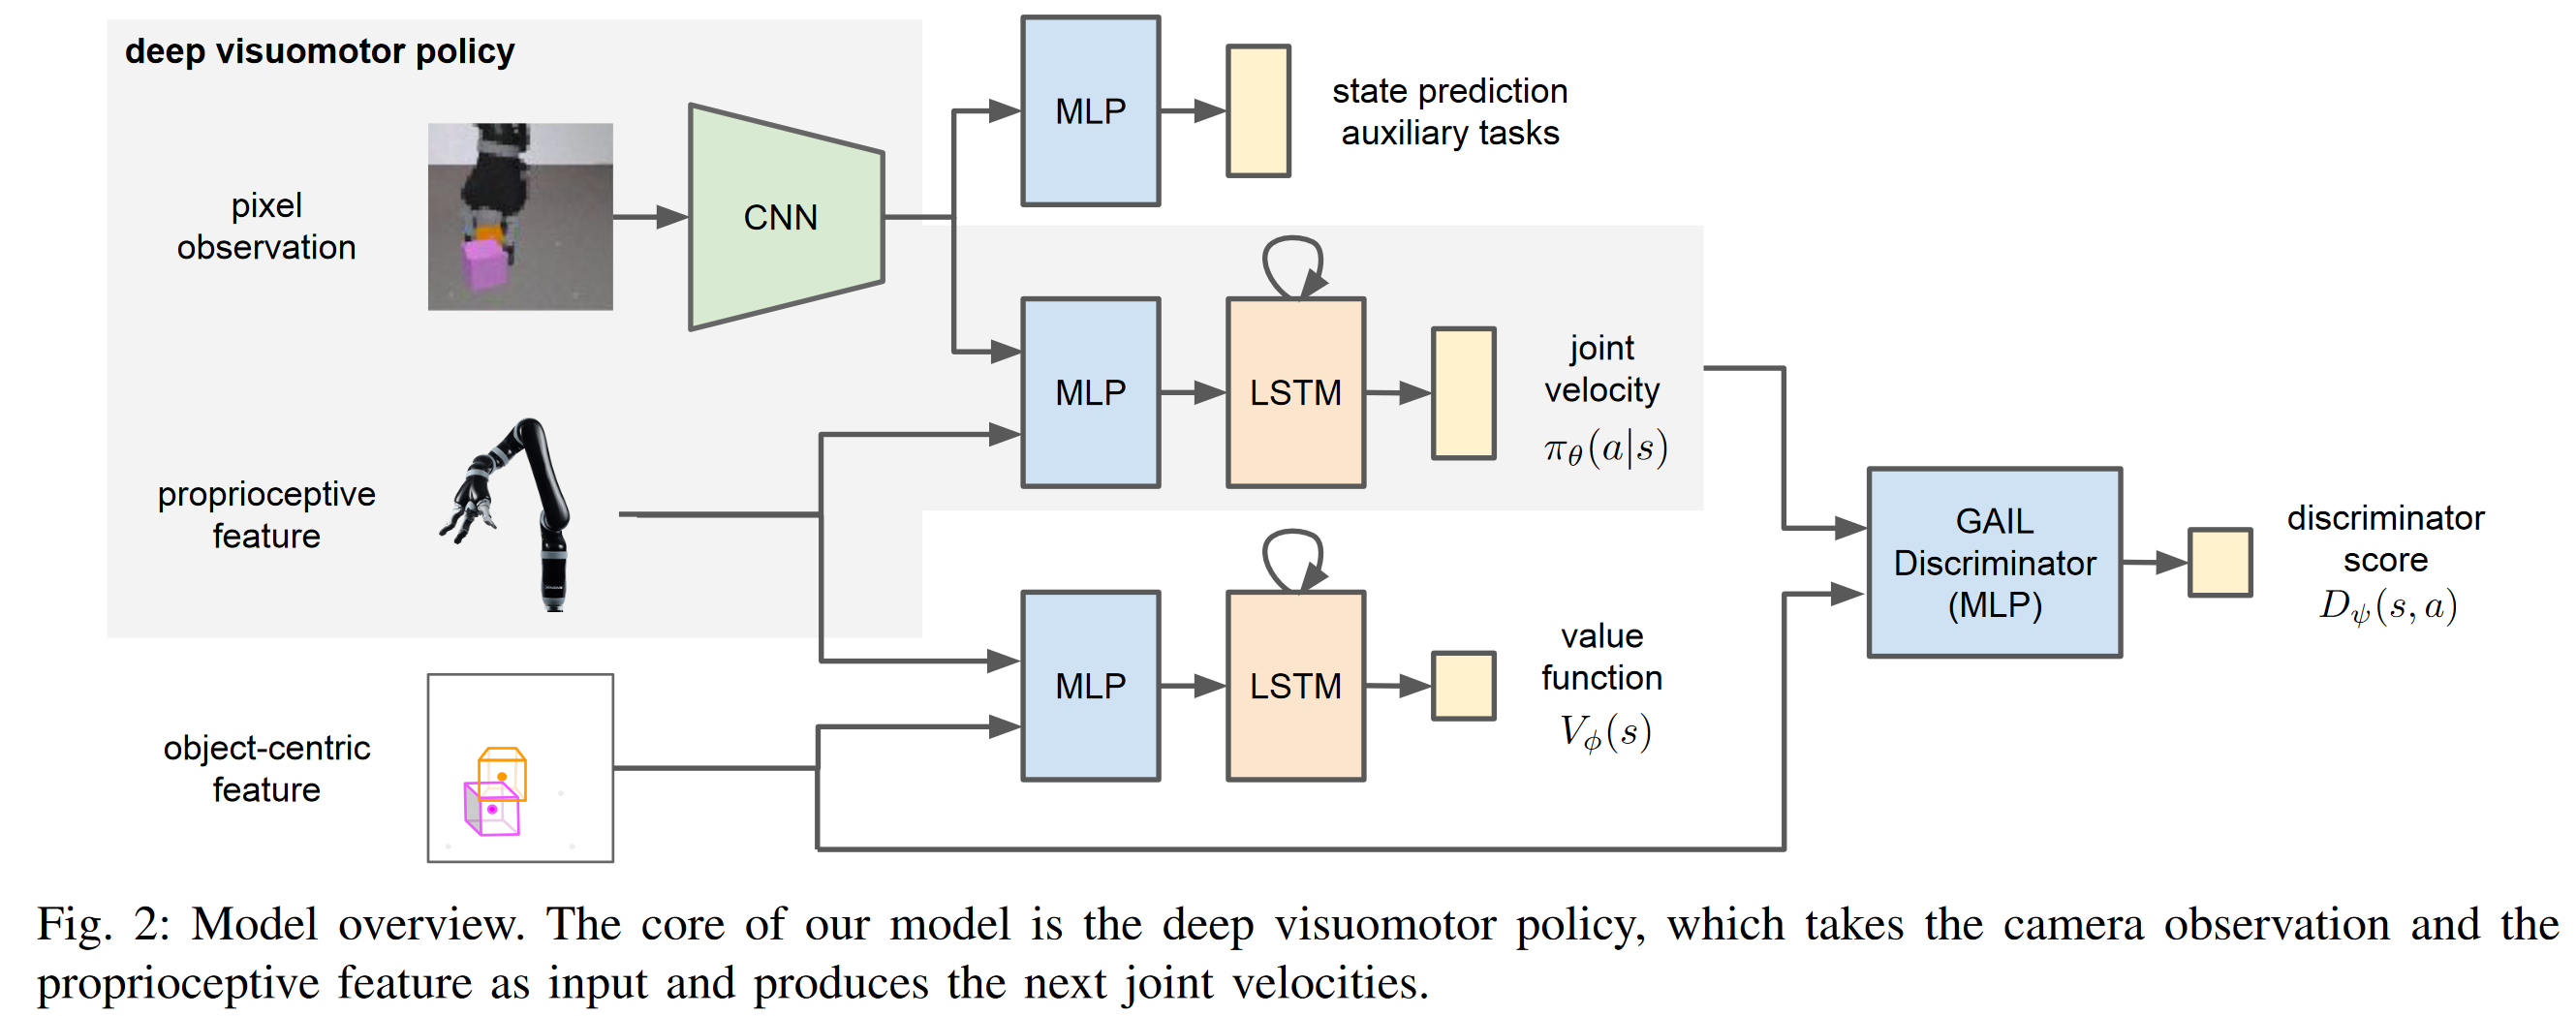 deep visuomotor policy
pixel
observation
CNN
MLP
state prediction
auxiliary tasks
proprioceptive
feature
MLP
LSTM
joint
velocity
π_θ(a|s)
object-centric
feature
MLP
LSTM
value
function
V_ϕ(s)
GAIL
Discriminator
(MLP)
discriminator
score
D_ψ(s, a)
Fig. 2: Model overview. The core of our model is the deep visuomotor policy, which takes the camera observation and the
proprioceptive feature as input and produces the next joint velocities.